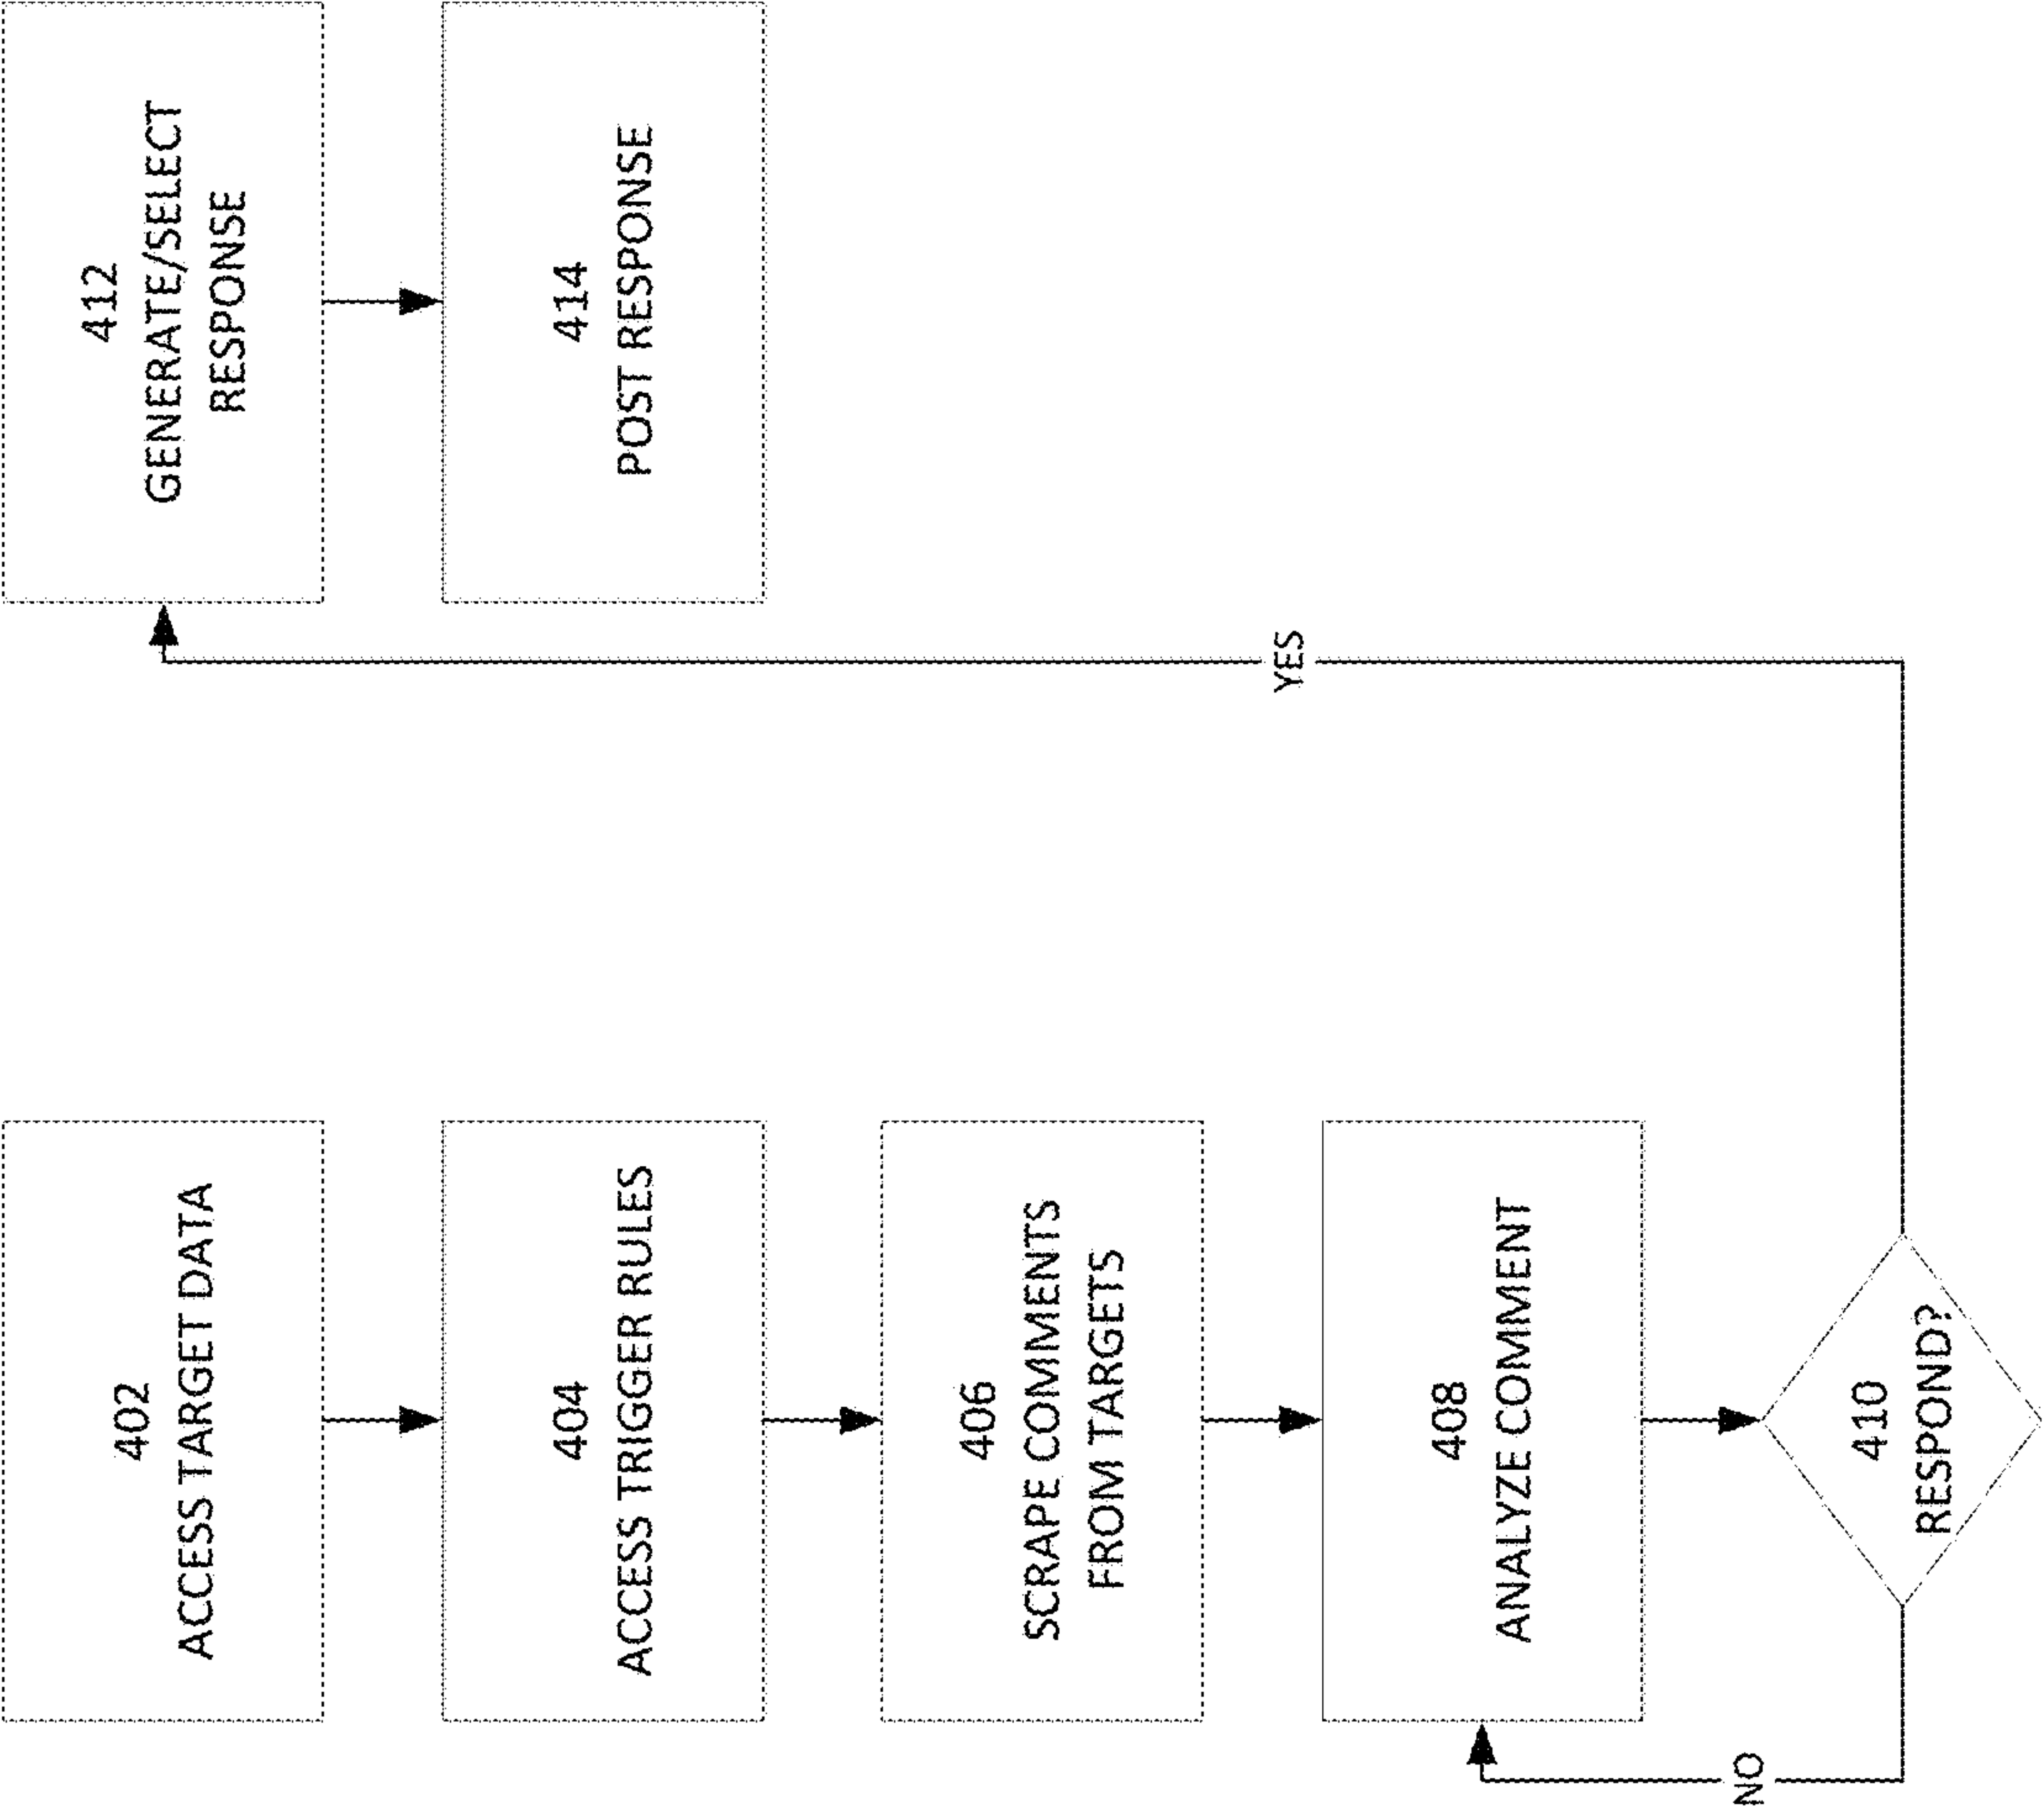 402
ACCESS TARGET DATA
404
ACCESS TRIGGER RULES
406
SCRAPE COMMENTS
FROM TARGETS
408
ANALYZE COMMENT
410
RESPOND?
NO
YES
412
GENERATE/SELECT
RESPONSE
414
POST RESPONSE